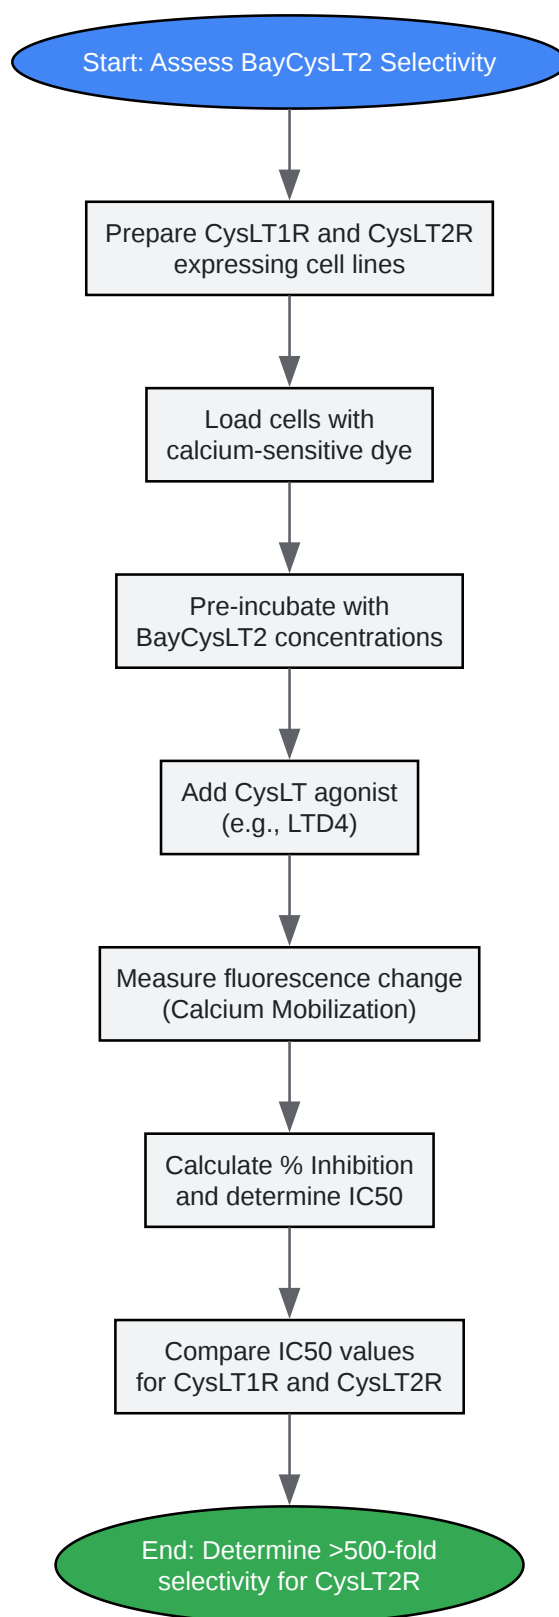 Start: Assess BayCysLT2 Selectivity
Prepare CysLT1R and CysLT2R
expressing cell lines
Load cells with
calcium-sensitive dye
Pre-incubate with
BayCysLT2 concentrations
Add CysLT agonist
(e.g., LTD4)
Measure fluorescence change
(Calcium Mobilization)
Calculate % Inhibition
and determine IC50
Compare IC50 values
for CysLT1R and CysLT2R
End: Determine >500-fold
selectivity for CysLT2R